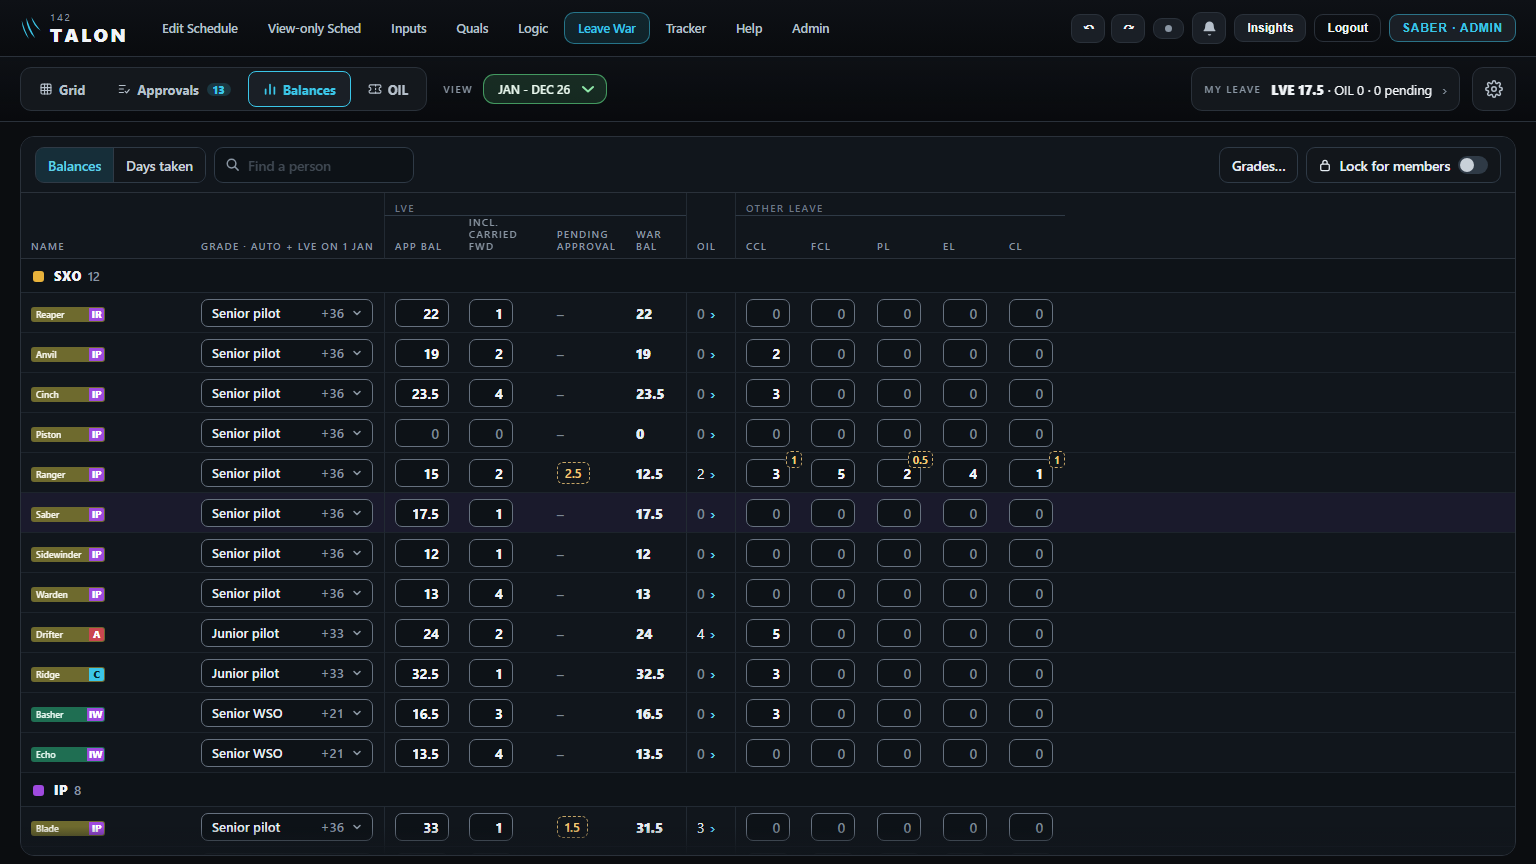 142
TALON
Edit Schedule
View-only Sched
Inputs
Quals
Logic
Leave War
Tracker
Help
Admin
Insights
Logout
SABER · ADMIN
Grid
Approvals 13
Balances
OIL
VIEW
JAN - DEC 26
MY LEAVE LVE 17.5 · OIL 0 · 0 pending ›
Balances
Days taken
Find a person
Grades...
Lock for members
LVE
OTHER LEAVE
NAME
GRADE · AUTO + LVE ON 1 JAN
APP BAL
INCL. CARRIED FWD
PENDING APPROVAL
WAR BAL
OIL
CCL
FCL
PL
EL
CL
SXO 12
Reaper IR Senior pilot +36 22 1 – 22 0 › 0 0 0 0 0
Anvil IP Senior pilot +36 19 2 – 19 0 › 2 0 0 0 0
Cinch IP Senior pilot +36 23.5 4 – 23.5 0 › 3 0 0 0 0
Piston IP Senior pilot +36 0 0 – 0 0 › 0 0 0 0 0
Ranger IP Senior pilot +36 15 2 2.5 12.5 2 › 3 1 5 2 0.5 4 1 1
Saber IP Senior pilot +36 17.5 1 – 17.5 0 › 0 0 0 0 0
Sidewinder IP Senior pilot +36 12 1 – 12 0 › 0 0 0 0 0
Warden IP Senior pilot +36 13 4 – 13 0 › 0 0 0 0 0
Drifter A Junior pilot +33 24 2 – 24 4 › 5 0 0 0 0
Ridge C Junior pilot +33 32.5 1 – 32.5 0 › 3 0 0 0 0
Basher IW Senior WSO +21 16.5 3 – 16.5 0 › 3 0 0 0 0
Echo IW Senior WSO +21 13.5 4 – 13.5 0 › 0 0 0 0 0
IP 8
Blade IP Senior pilot +36 33 1 1.5 31.5 3 › 0 0 0 0 0